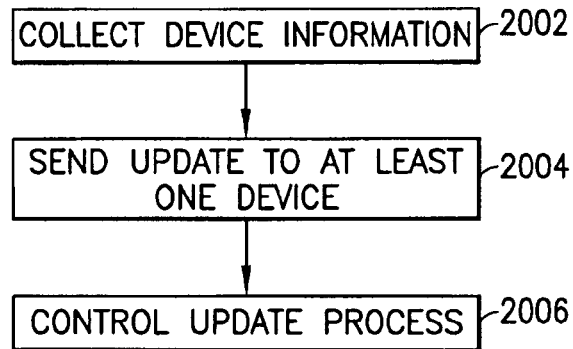 COLLECT DEVICE INFORMATION
2002
SEND UPDATE TO AT LEAST
ONE DEVICE
2004
CONTROL UPDATE PROCESS
2006